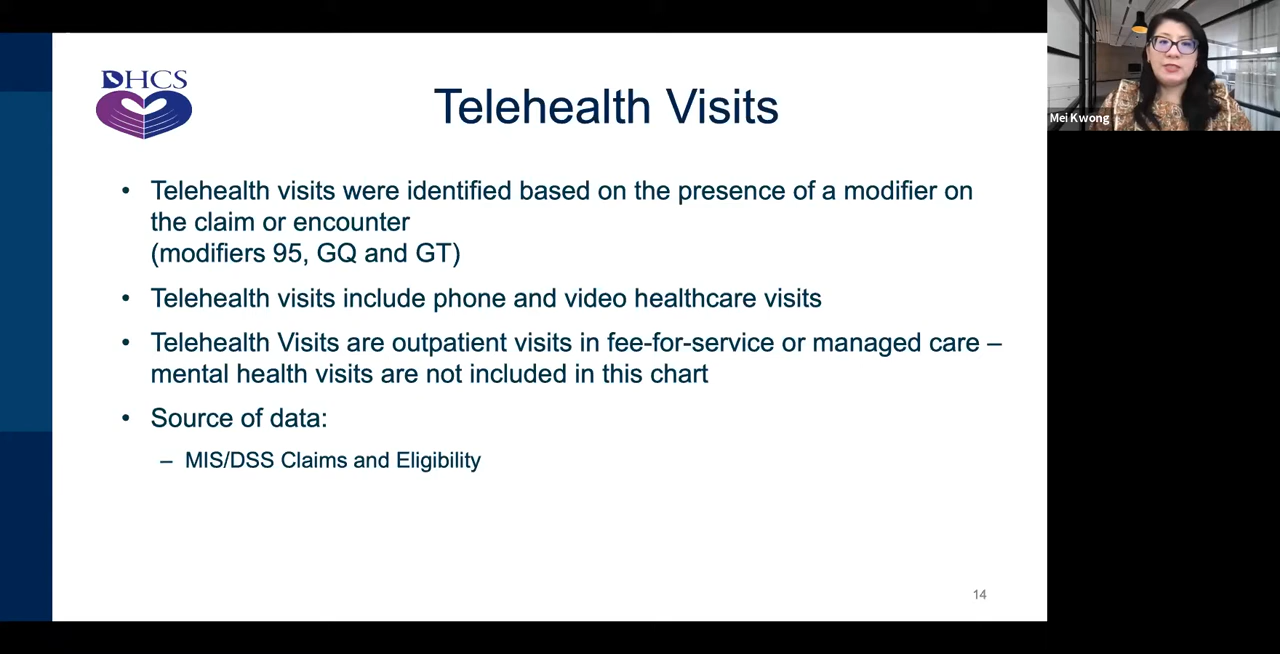 DHCS
Telehealth Visits
• Telehealth visits were identified based on the presence of a modifier on
the claim or encounter
(modifiers 95, GQ and GT)
• Telehealth visits include phone and video healthcare visits
• Telehealth Visits are outpatient visits in fee-for-service or managed care –
mental health visits are not included in this chart
• Source of data:
– MIS/DSS Claims and Eligibility
14
Mei Kwong